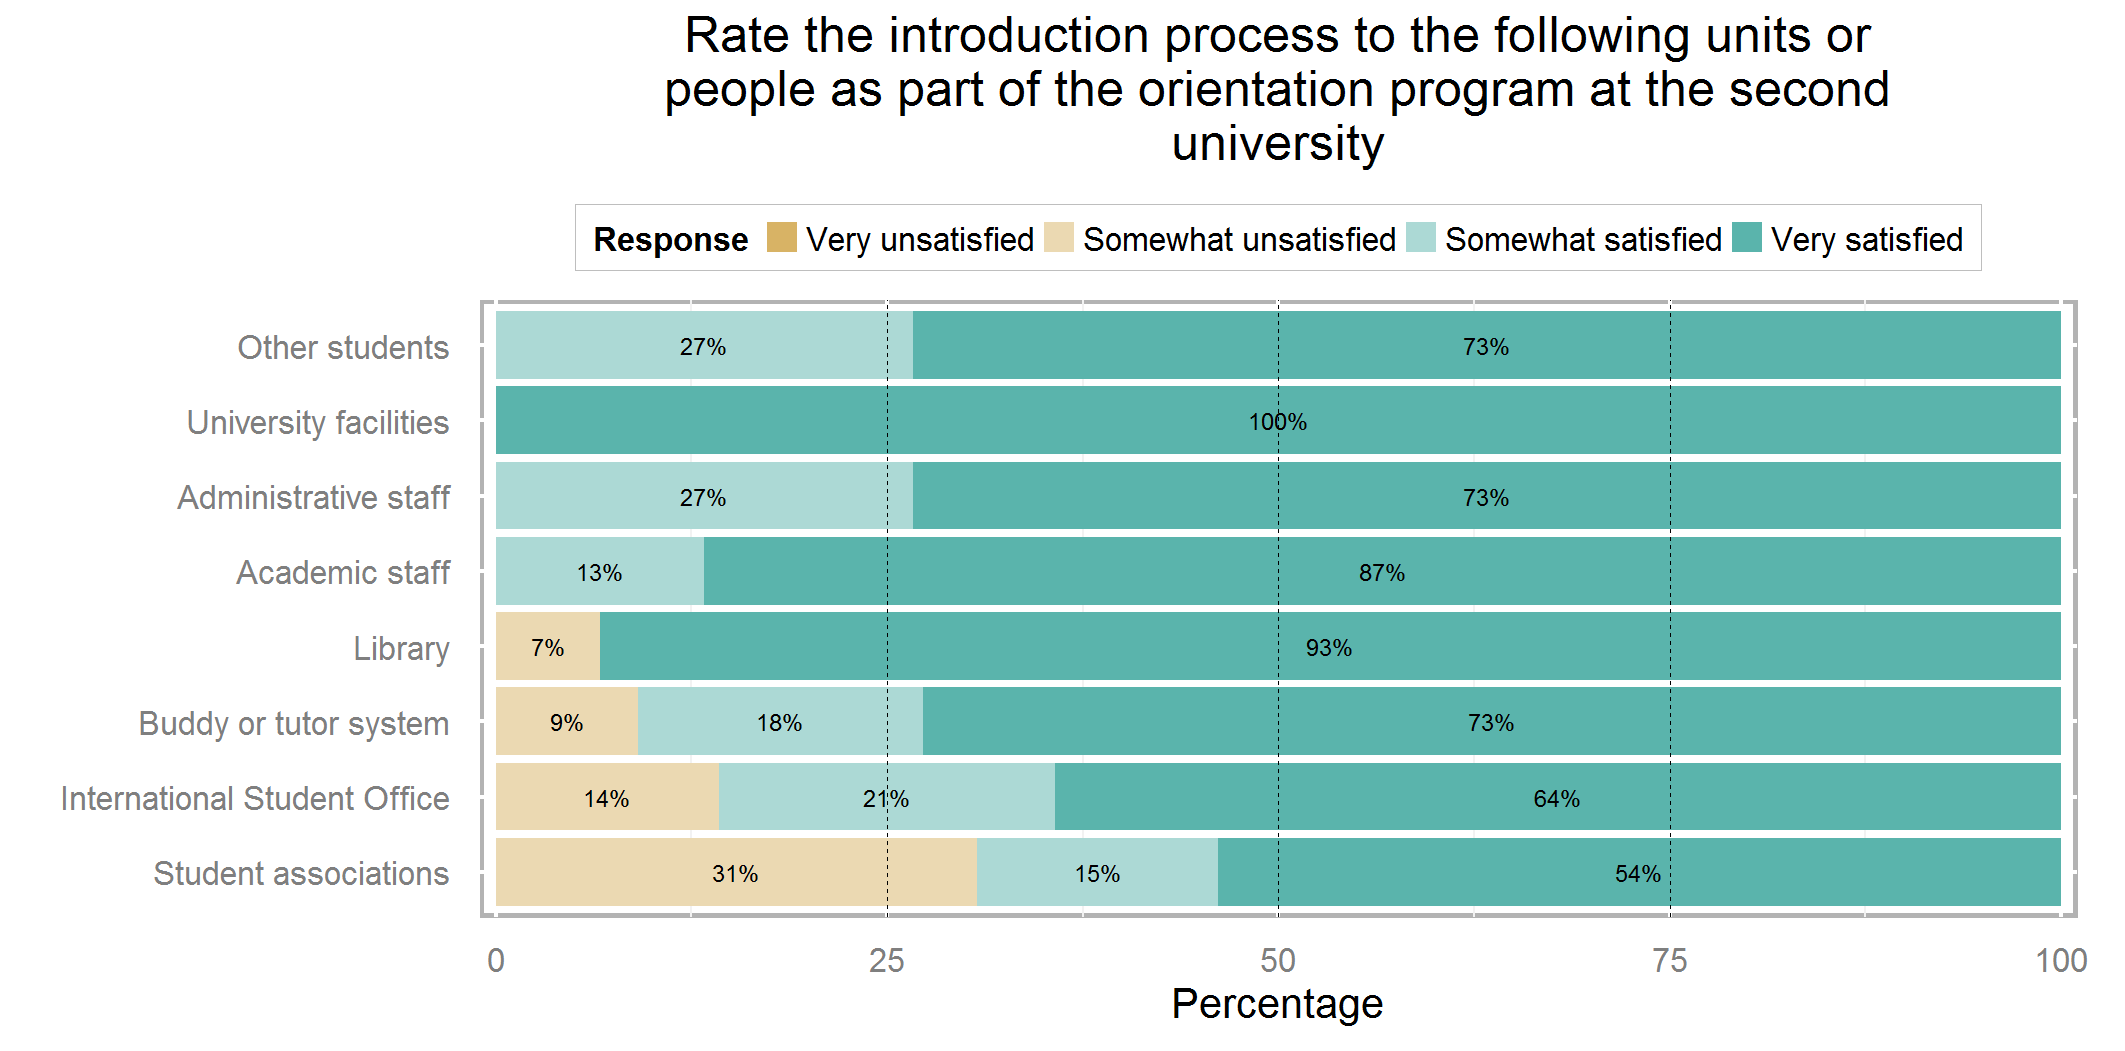 Rate the introduction process to the following units or
people as part of the orientation program at the second
university
Response Very unsatisfied Somewhat unsatisfied Somewhat satisfied Very satisfied
Other students 27% 73%
University facilities 100%
Administrative staff 27% 73%
Academic staff 13% 87%
Library 7% 93%
Buddy or tutor system 9% 18% 73%
International Student Office 14% 21% 64%
Student associations 31% 15% 54%
0 25 50 75 100
Percentage